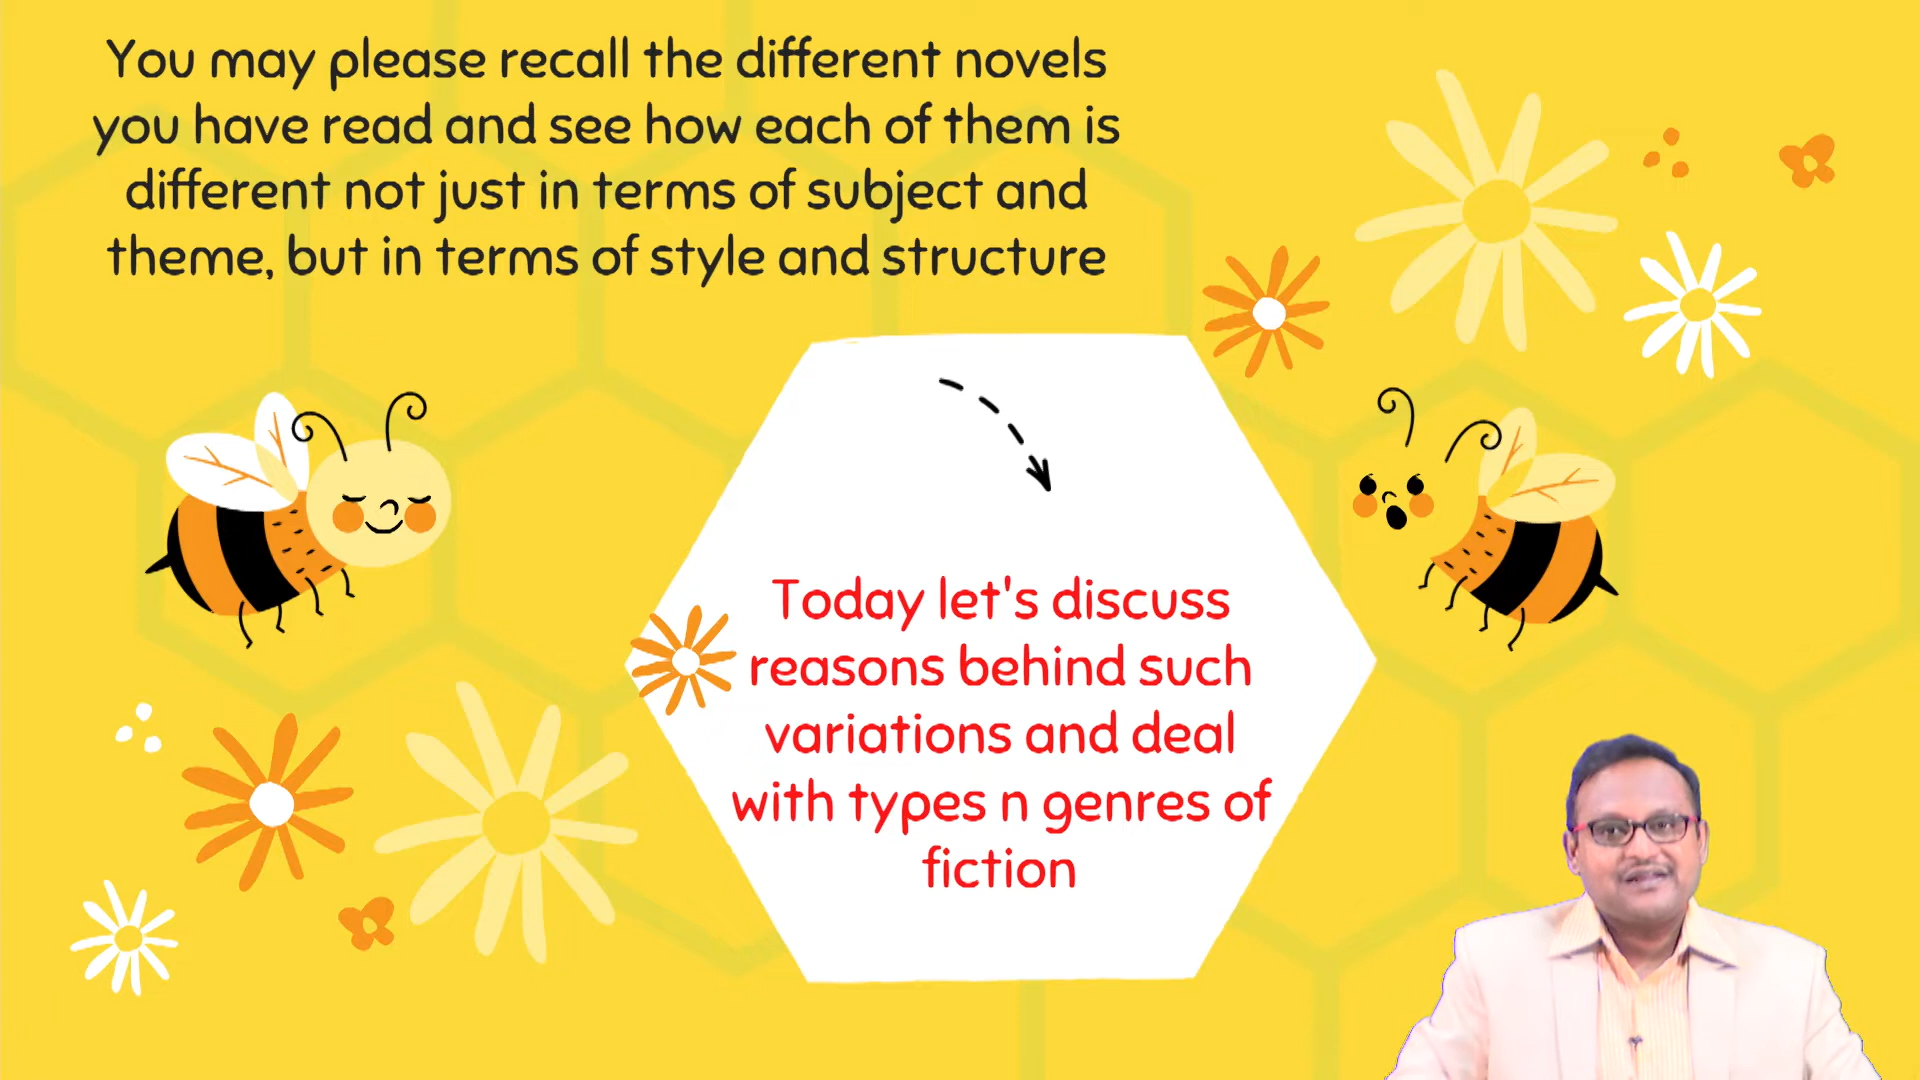 You may please recall the different novels
you have read and see how each of them is
different not just in terms of subject and
theme, but in terms of style and structure
Today let's discuss
reasons behind such
variations and deal
with types n genres of
fiction